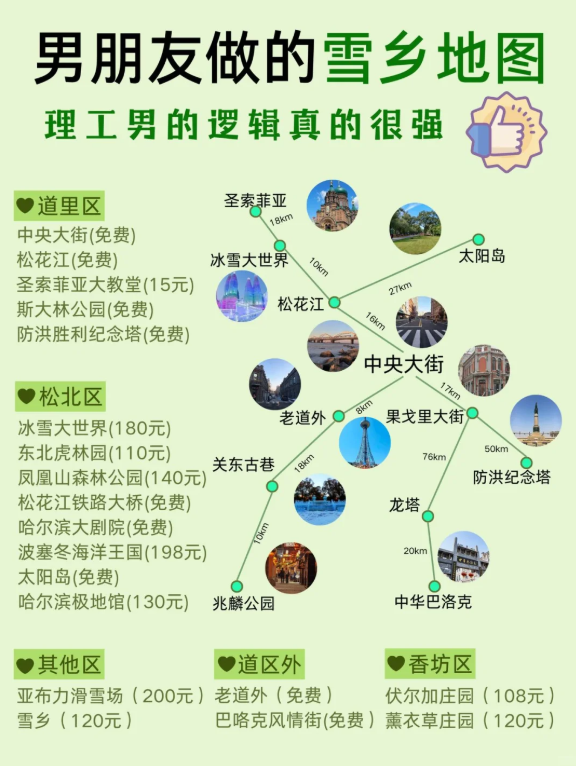 男朋友做的雪乡地图
理工男的逻辑真的很强
道里区
中央大街(免费)
松花江(免费)
圣索菲亚大教堂(15元)
斯大林公园(免费)
防洪胜利纪念塔(免费)
松北区
冰雪大世界(180元)
东北虎林园(110元)
凤凰山森林公园(140元)
松花江铁路大桥(免费)
哈尔滨大剧院(免费)
波塞冬海洋王国(198元)
太阳岛(免费)
哈尔滨极地馆(130元)
圣索菲亚
18km
冰雪大世界
10km
太阳岛
27km
松花江
16km
中央大街
17km
8km
老道外
果戈里大街
18km
关东古巷
76km
50km
防洪纪念塔
龙塔
10km
20km
兆麟公园
中华巴洛克
其他区
亚布力滑雪场（200元）
雪乡（120元）
道区外
老道外（免费）
巴咯克风情街(免费）
香坊区
伏尔加庄园（108元）
薰衣草庄园（120元）